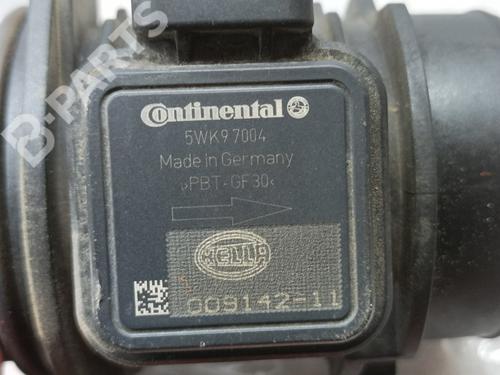 B-PARTS
Continental
5WK9 7004
Made in Germany
>PBT-GF30<
HELLA
009142-11